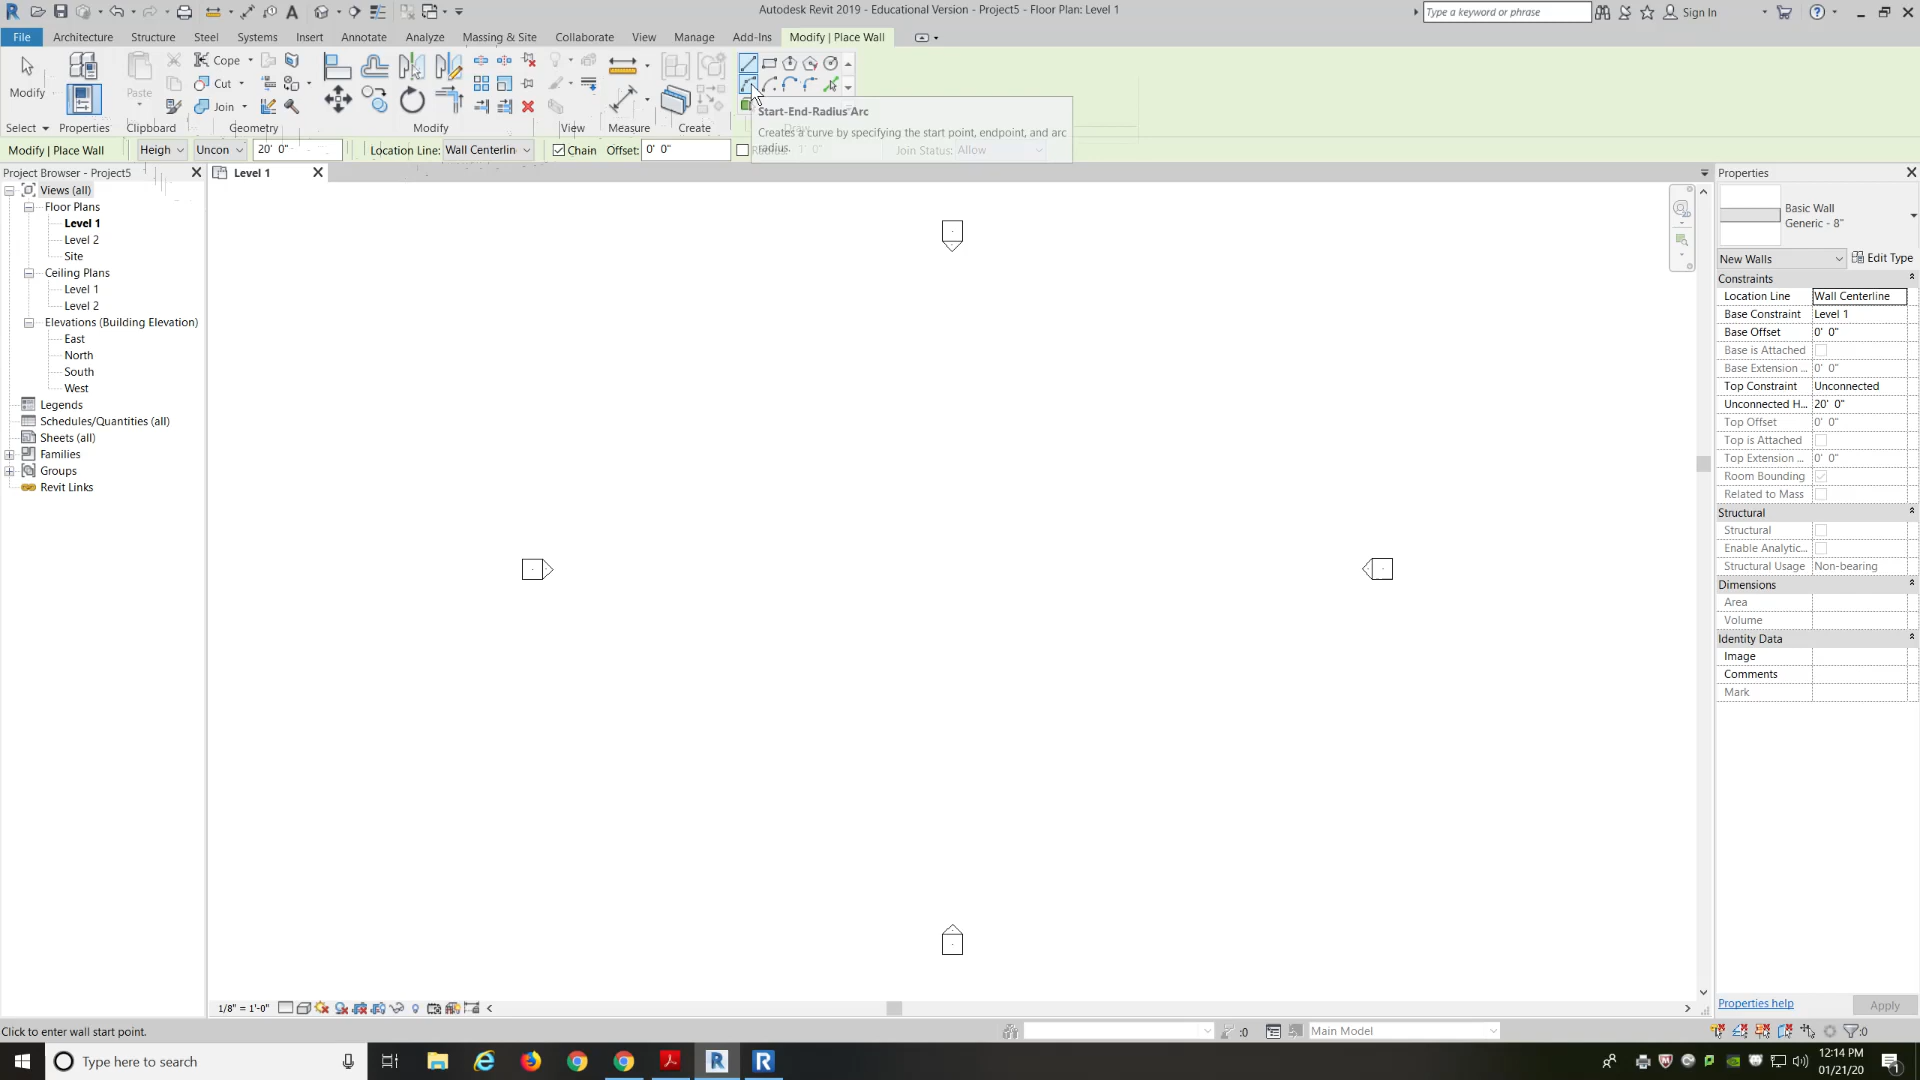 Autodesk Revit 2019 - Educational Version - Project5 - Floor Plan: Level 1
Type a keyword or phrase
Sign In
File Architecture Structure Steel Systems Insert Annotate Analyze Massing & Site Collaborate View Manage Add-Ins Modify | Place Wall
Modify
Paste
Cope
Cut
Join
Select Properties Clipboard Geometry Modify View Measure Create
Start-End-Radius Arc
Creates a curve by specifying the start point, endpoint, and arc
radius.
Modify | Place Wall Heigh Uncon 20' 0" Location Line: Wall Centerlin Chain Offset: 0' 0" 1' 0" Join Status: Allow
Project Browser - Project5
Level 1
Properties
Views (all)
Floor Plans
Level 1
Level 2
Site
Ceiling Plans
Level 1
Level 2
Elevations (Building Elevation)
East
North
South
West
Legends
Schedules/Quantities (all)
Sheets (all)
Families
Groups
Revit Links
Basic Wall
Generic - 8"
New Walls Edit Type
Constraints
Location Line Wall Centerline
Base Constraint Level 1
Base Offset 0' 0"
Base is Attached
Base Extension ... 0' 0"
Top Constraint Unconnected
Unconnected H... 20' 0"
Top Offset 0' 0"
Top is Attached
Top Extension ... 0' 0"
Room Bounding
Related to Mass
Structural
Structural
Enable Analytic...
Structural Usage Non-bearing
Dimensions
Area
Volume
Identity Data
Image
Comments
Mark
Properties help Apply
1/8" = 1'-0"
Click to enter wall start point.
:0
Main Model
:0
Type here to search
12:14 PM
01/21/20
1